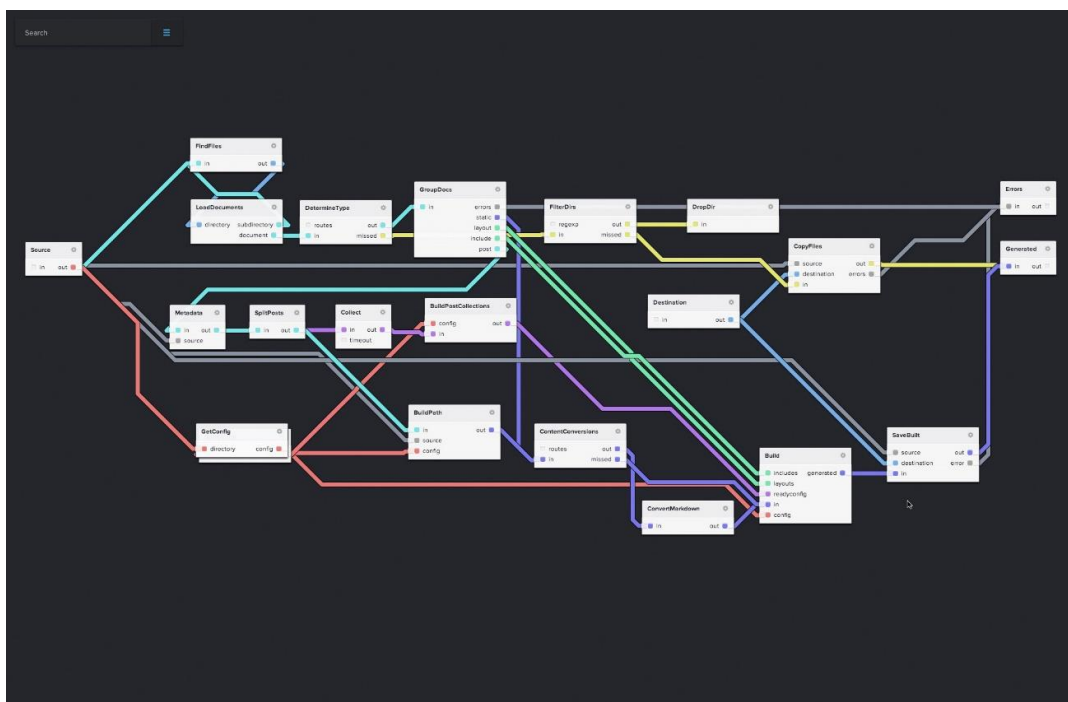 Search
FindFiles
in out
LoadDocuments
directory subdirectory
document
DetermineType
routes out
in missed
GroupDocs
in errors
static
layout
include
post
FilterDirs
regexp out
in missed
DropDir
in
Errors
in out
Source
in out
CopyFiles
source out
destination errors
in
Generated
in out
Metadata
in out
source
SplitPosts
in out
Collect
in out
timeout
BuildPostCollections
config out
in
Destination
in out
GetConfig
directory config
BuildPath
in out
source
config
ContentConversions
routes out
in missed
Build
includes generated
layouts
readyconfig
in
config
SaveBuilt
source out
destination error
in
ConvertMarkdown
in out